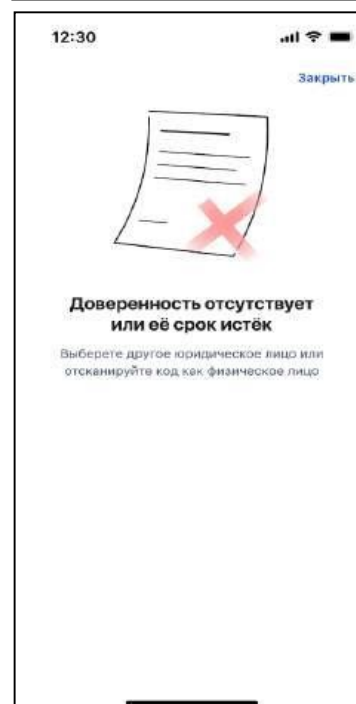 12:30
Закрыть
Доверенность отсутствует
или её срок истёк
Выберете другое юридическое лицо или
отсканируйте код как физическое лицо